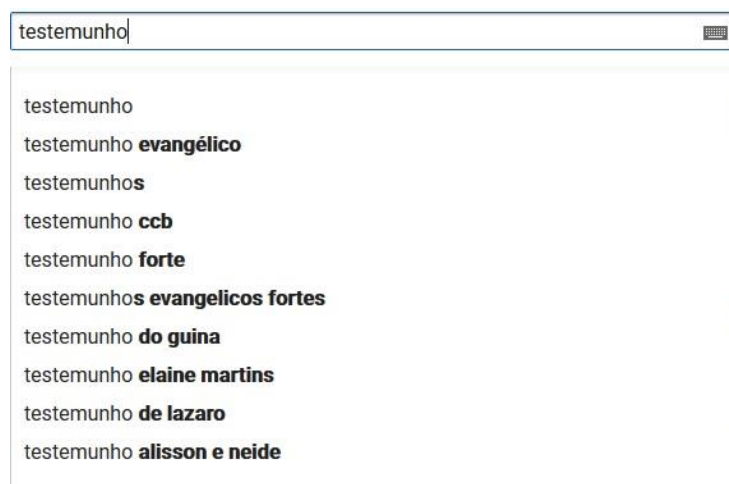 testemunho
testemunho
testemunho evangélico
testemunhos
testemunho ccb
testemunho forte
testemunhos evangelicos fortes
testemunho do guina
testemunho elaine martins
testemunho de lazaro
testemunho alisson e neide